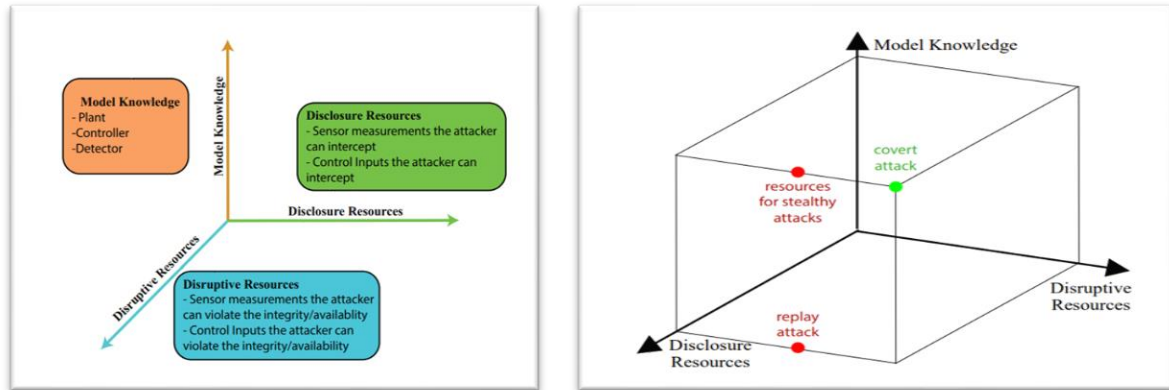 Model Knowledge
- Plant
-Controller
-Detector
Model Knowledge
Disclosure Resources
- Sensor measurements the attacker
can intercept
- Control Inputs the attacker can
intercept
Disclosure Resources
Disruptive Resources
Disruptive Resources
- Sensor measurements the attacker
can violate the integrity/availablity
- Control Inputs the attacker can
violate the integrity/availability
Model Knowledge
covert
attack
resources
for stealthy
attacks
Disruptive
Resources
replay
attack
Disclosure
Resources